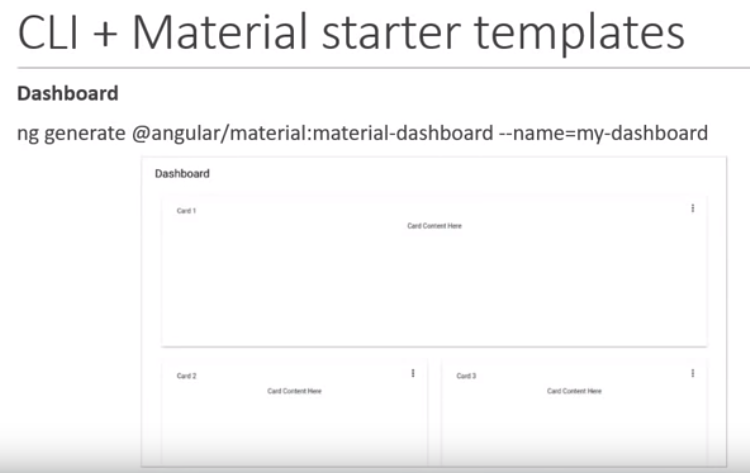 CLI + Material starter templates
Dashboard
ng generate @angular/material:material-dashboard --name=my-dashboard
Dashboard
Card 1
Card Content Here
Card 2
Card Content Here
Card 3
Card Content Here